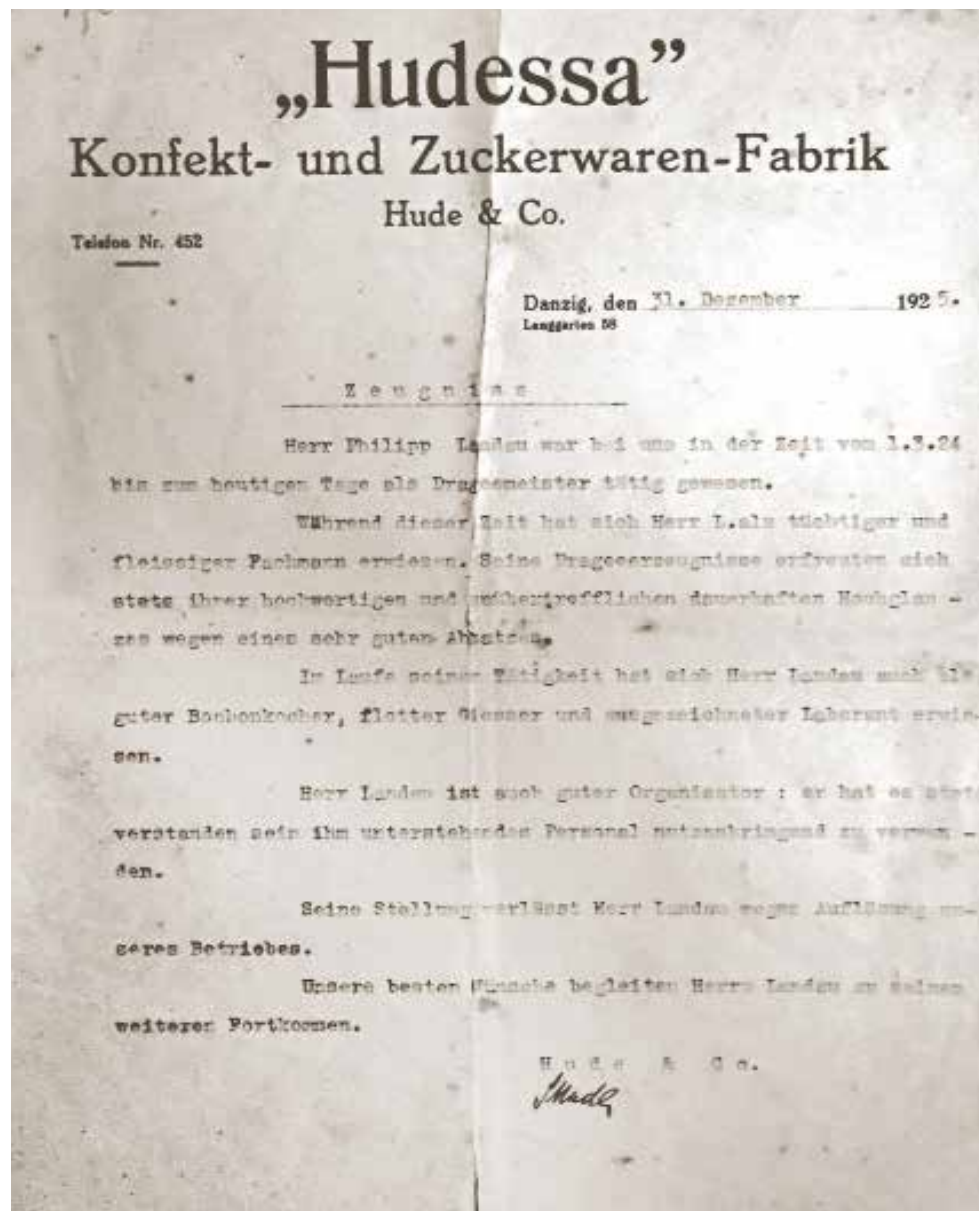 „Hudessa”
Konfekt- und Zuckerwaren-Fabrik
Hude & Co.
Telefon Nr. 452
Danzig, den 31. Dezember 1925.
Langgarten 58
Zeugniss
Herr Philipp Landau war bei uns in der Zeit vom 1.3.24
bis zum heutigen Tage als Drageemeister tätig gewesen.
Während dieser Zeit hat sich Herr L.als tüchtiger und
fleissiger Fachmann erwiesen. Seine Drageeerzeugnisse erfreuten sich
stets ihrer hochwertigen und unübertrefflichen dauerhaften Hochglan -
zes wegen eines sehr guten Absatzes.
Im Laufe seiner Tätigkeit hat sich Herr Landau auch als
guter Bonbonkocher, flotter Giesser und ausgezeichneter Laborant erwie-
sen.
Herr Landau ist auch guter Organisator : er hat es stets
verstanden sein ihm unterstehendes Personal nutzenbringend zu verwen -
den.
Seine Stellung verlässt Herr Landau wegen Auflösung un-
seres Betriebes.
Unsere besten Wünsche begleiten Herrn Landau zu seinem
weiteren Fortkommen.
Hude & Co.